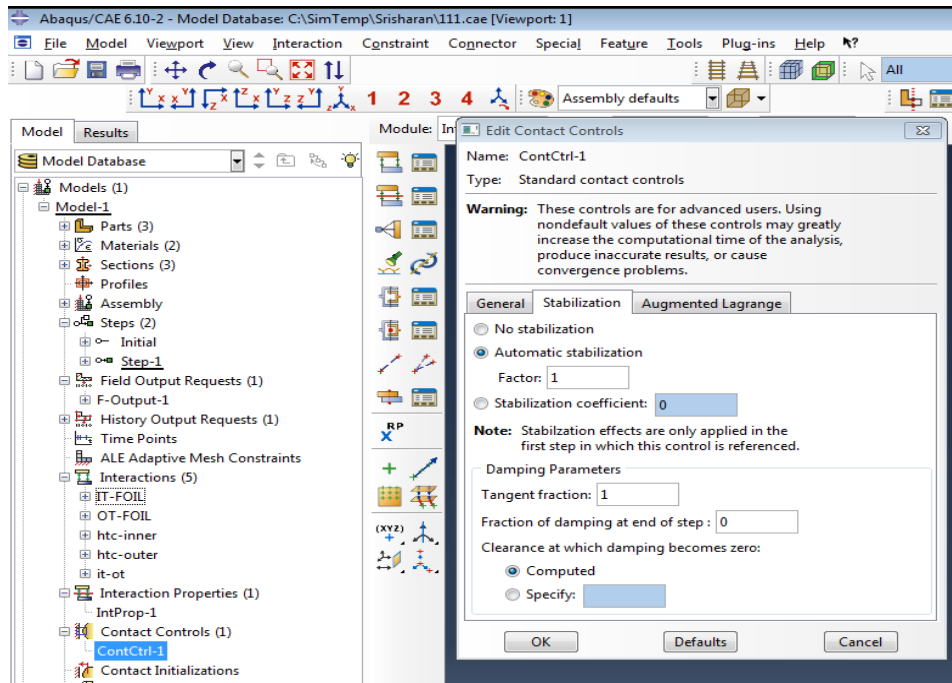 Abaqus/CAE 6.10-2 - Model Database: C:\SimTemp\Srisharan\111.cae [Viewport: 1]
File Model Viewport View Interaction Constraint Connector Special Feature Tools Plug-ins Help
All
1 2 3 4 Assembly defaults
Model Results
Module: In
Model Database
Models (1)
Model-1
Parts (3)
Materials (2)
Sections (3)
Profiles
Assembly
Steps (2)
Initial
Step-1
Field Output Requests (1)
F-Output-1
History Output Requests (1)
Time Points
ALE Adaptive Mesh Constraints
Interactions (5)
IT-FOIL
OT-FOIL
htc-inner
htc-outer
it-ot
Interaction Properties (1)
IntProp-1
Contact Controls (1)
ContCtrl-1
Contact Initializations
RP
(XYZ)
Edit Contact Controls
Name: ContCtrl-1
Type: Standard contact controls
Warning: These controls are for advanced users. Using
nondefault values of these controls may greatly
increase the computational time of the analysis,
produce inaccurate results, or cause
convergence problems.
General Stabilization Augmented Lagrange
No stabilization
Automatic stabilization
Factor: 1
Stabilization coefficient: 0
Note: Stabilzation effects are only applied in the
first step in which this control is referenced.
Damping Parameters
Tangent fraction: 1
Fraction of damping at end of step : 0
Clearance at which damping becomes zero:
Computed
Specify:
OK Defaults Cancel